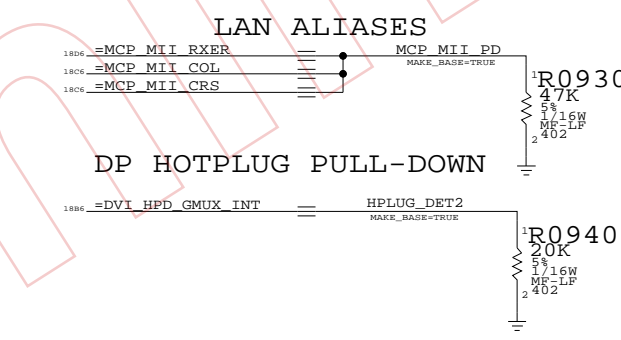 LAN ALIASES
18D6 =MCP_MII_RXER MCP_MII_PD
MAKE_BASE=TRUE
18C6 =MCP_MII_COL
18C6 =MCP_MII_CRS
1 R0930
47K
5%
1/16W
MF-LF
2 402
DP HOTPLUG PULL-DOWN
18B6 =DVI_HPD_GMUX_INT HPLUG_DET2
MAKE_BASE=TRUE
1 R0940
20K
5%
1/16W
MF-LF
2 402